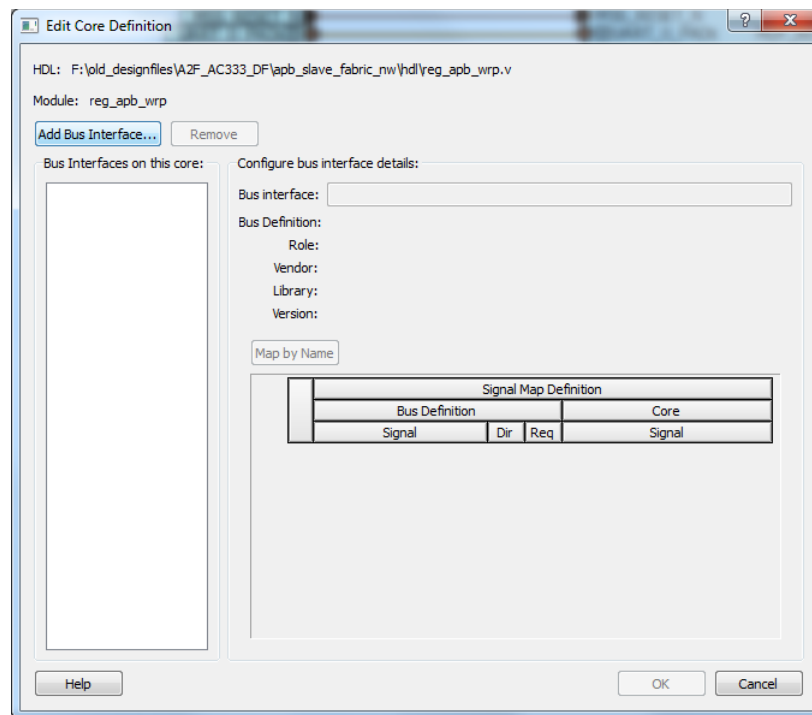 Edit Core Definition
?
X
HDL: F:\old_designfiles\A2F_AC333_DF\apb_slave_fabric_nw\hdl\reg_apb_wrp.v
Module: reg_apb_wrp
Add Bus Interface... Remove
Bus Interfaces on this core: Configure bus interface details:
Bus interface:
Bus Definition:
Role:
Vendor:
Library:
Version:
Map by Name
Signal Map Definition
Bus Definition Core
Signal Dir Req Signal
Help OK Cancel